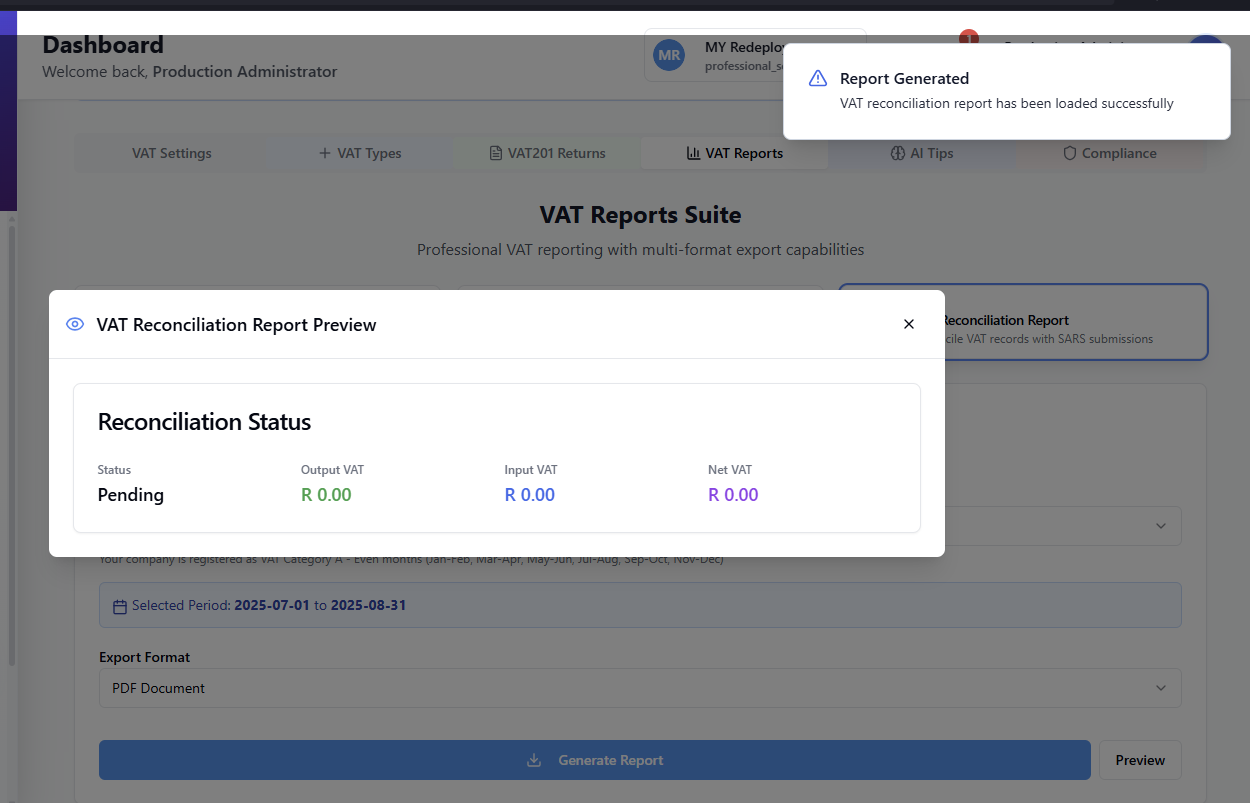 Dashboard
Welcome back, Production Administrator
MR
MY Redeploy
professional_s
1
Report Generated
VAT reconciliation report has been loaded successfully
VAT Settings
VAT Types
VAT201 Returns
VAT Reports
AI Tips
Compliance
VAT Reports Suite
Professional VAT reporting with multi-format export capabilities
Reconciliation Report
cile VAT records with SARS submissions
VAT Reconciliation Report Preview
Reconciliation Status
Status
Output VAT
Input VAT
Net VAT
Pending
R 0.00
R 0.00
R 0.00
Your company is registered as VAT Category A - Even months (Jan-Feb, Mar-Apr, May-Jun, Jul-Aug, Sep-Oct, Nov-Dec)
Selected Period: 2025-07-01 to 2025-08-31
Export Format
PDF Document
Generate Report
Preview